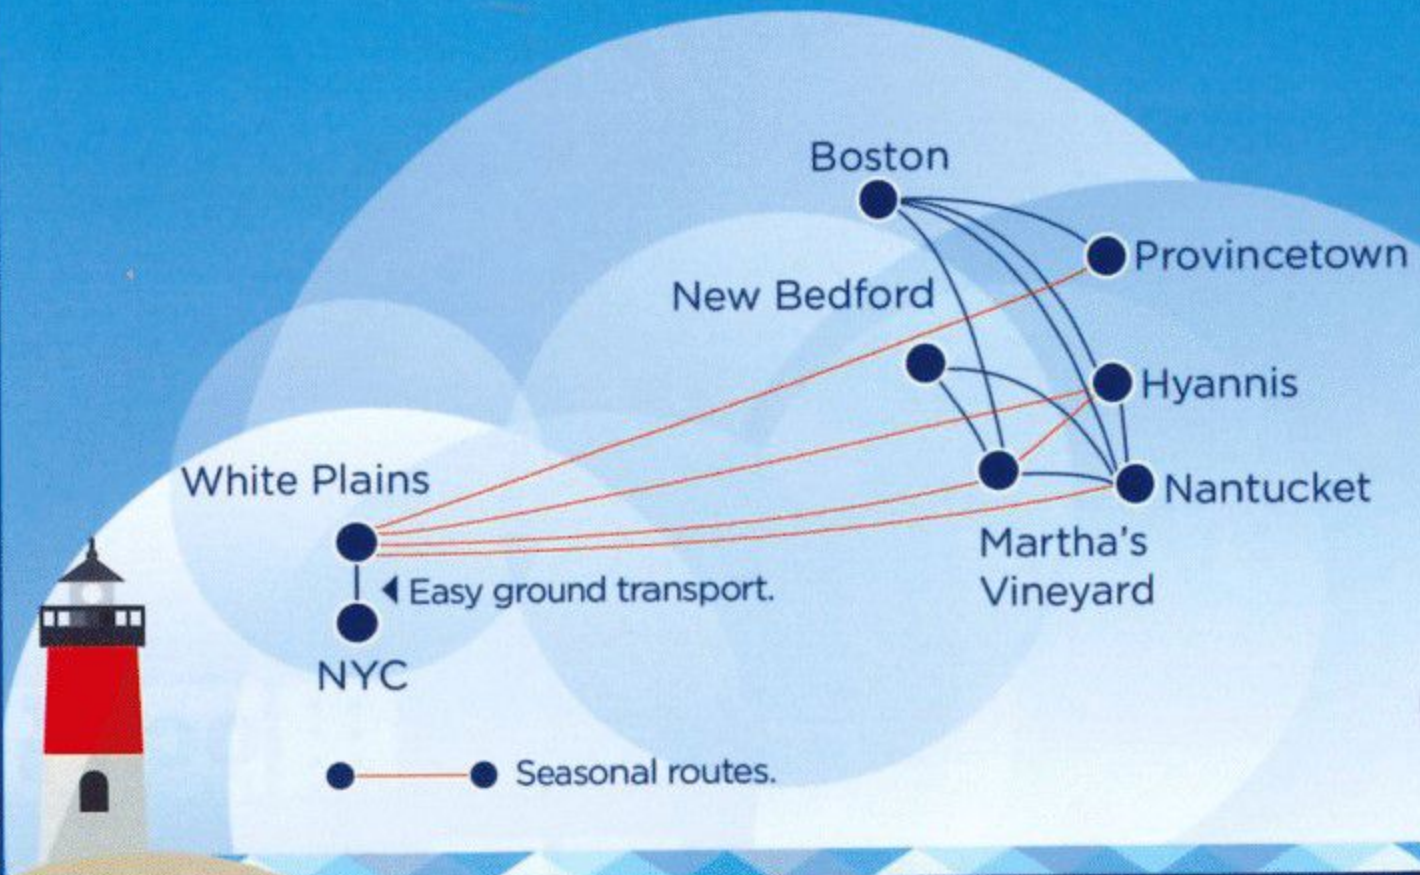 Boston
Provincetown
New Bedford
Hyannis
White Plains
Nantucket
Martha's
Vineyard
Easy ground transport.
NYC
Seasonal routes.